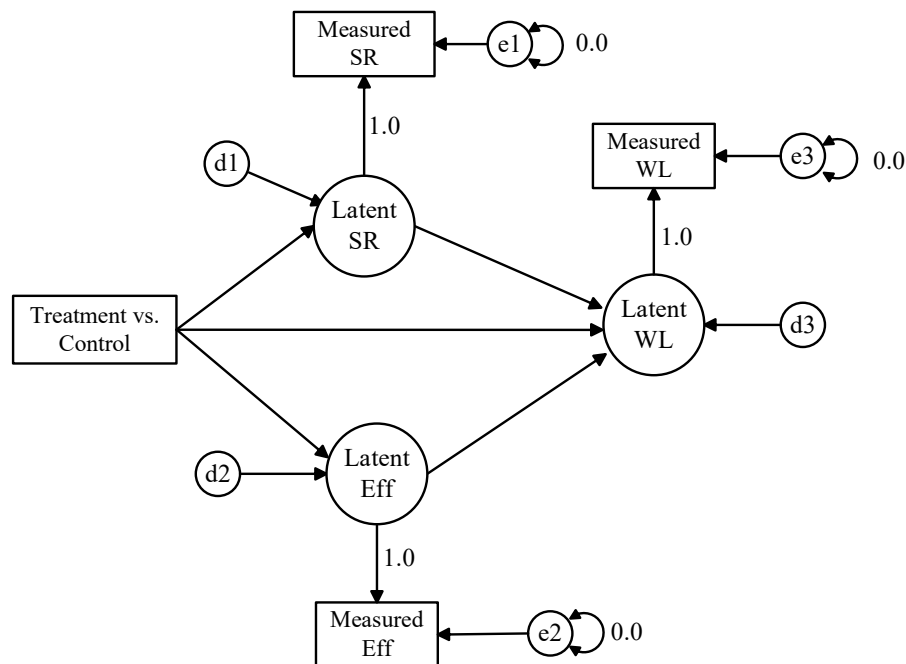 Measured
SR
e1
0.0
1.0
Measured
WL
e3
0.0
d1
Latent
SR
1.0
Treatment vs.
Control
Latent
WL
d3
d2
Latent
Eff
1.0
Measured
Eff
e2
0.0